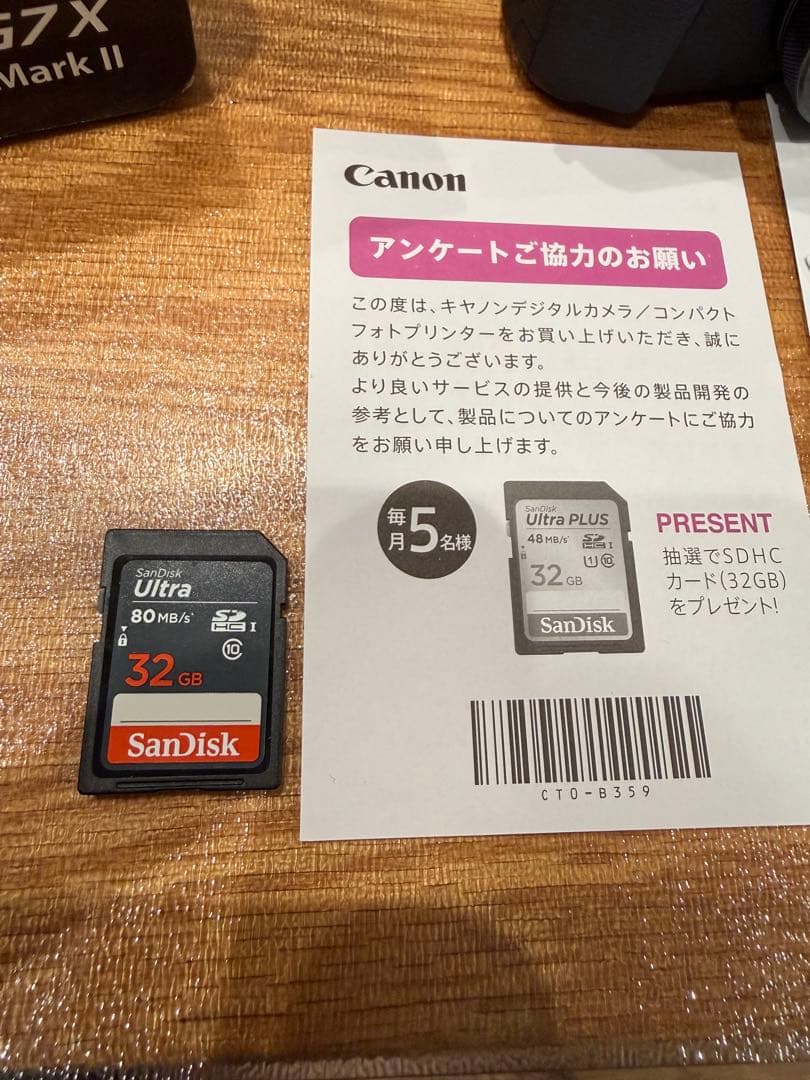 G7X
Mark II
Canon
アンケートご協力のお願い
この度は、キヤノンデジタルカメラ／コンパクト
フォトプリンターをお買い上げいただき、誠に
ありがとうございます。
より良いサービスの提供と今後の製品開発の
参考として、製品についてのアンケートにご協力
をお願い申し上げます。
毎月5名様
SanDisk
Ultra PLUS
48 MB/s*
SD HC I
U1 10
32 GB
SanDisk
PRESENT
抽選でSDHC
カード(32GB)
をプレゼント!
CT0-B359
SanDisk
Ultra
80 MB/s*
SD HC I
10
32 GB
SanDisk